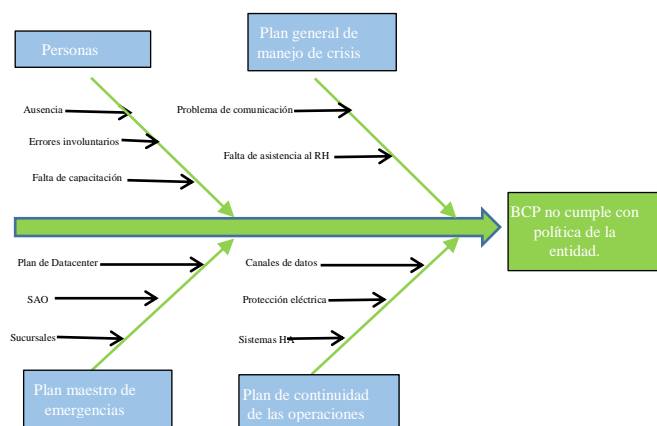 Personas
Plan general de
manejo de crisis
Ausencia
Problema de comunicación
Errores involuntarios
Falta de asistencia al RH
Falta de capacitación
BCP no cumple con
política de la
entidad.
Plan de Datacenter
Canales de datos
SAO
Protección eléctrica
Sucursales
Sistemas HA
Plan maestro de
emergencias
Plan de continuidad
de las operaciones